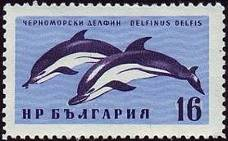 ЧЕРНОМОРСКИ ДЕЛФИН DELFINUS DELFIS
НР БЪЛГАРИЯ 16